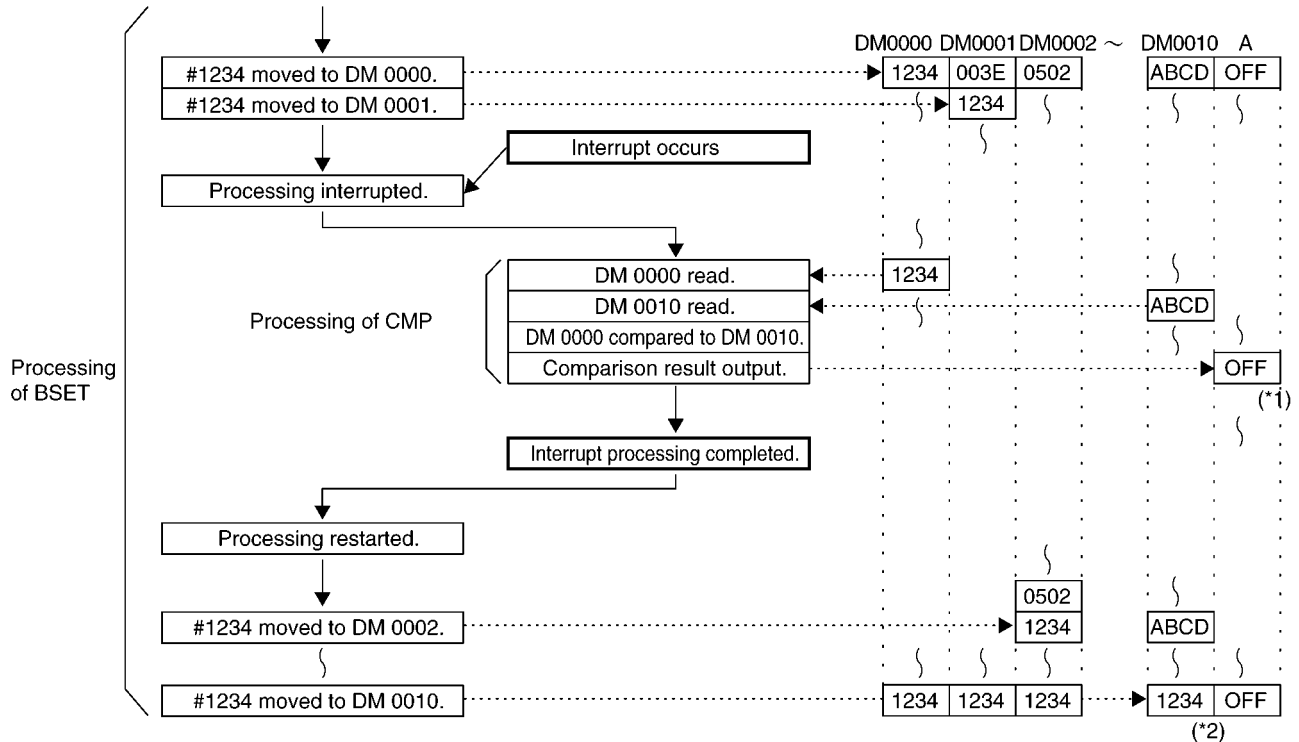 DM0000 DM0001 DM0002 ~ DM0010 A
#1234 moved to DM 0000.
1234 003E 0502 ABCD OFF
#1234 moved to DM 0001.
1234
Interrupt occurs
Processing interrupted.
DM 0000 read.
1234
DM 0010 read.
ABCD
Processing of CMP
DM 0000 compared to DM 0010.
Comparison result output.
OFF
(*1)
Processing
of BSET
Interrupt processing completed.
Processing restarted.
0502
#1234 moved to DM 0002.
1234 ABCD
#1234 moved to DM 0010.
1234 1234 1234 1234 OFF
(*2)